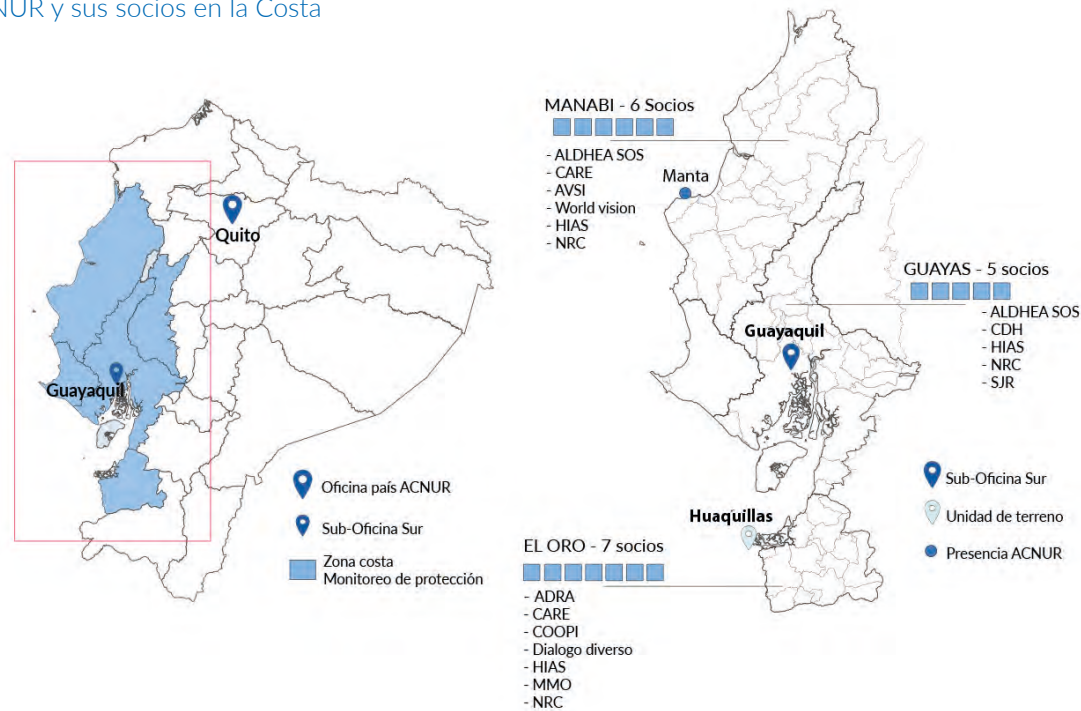 NUR y sus socios en la Costa
Quito
Guayaquil
Oficina país ACNUR
Sub-Oficina Sur
Zona costa
Monitoreo de protección
MANABI - 6 Socios
- ALDHEA SOS
- CARE
- AVSI
- World vision
- HIAS
- NRC
Manta
GUAYAS - 5 socios
- ALDHEA SOS
- CDH
- HIAS
- NRC
- SJR
Guayaquil
Huaquillas
EL ORO - 7 socios
- ADRA
- CARE
- COOPI
- Dialogo diverso
- HIAS
- MMO
- NRC
Sub-Oficina Sur
Unidad de terreno
Presencia ACNUR